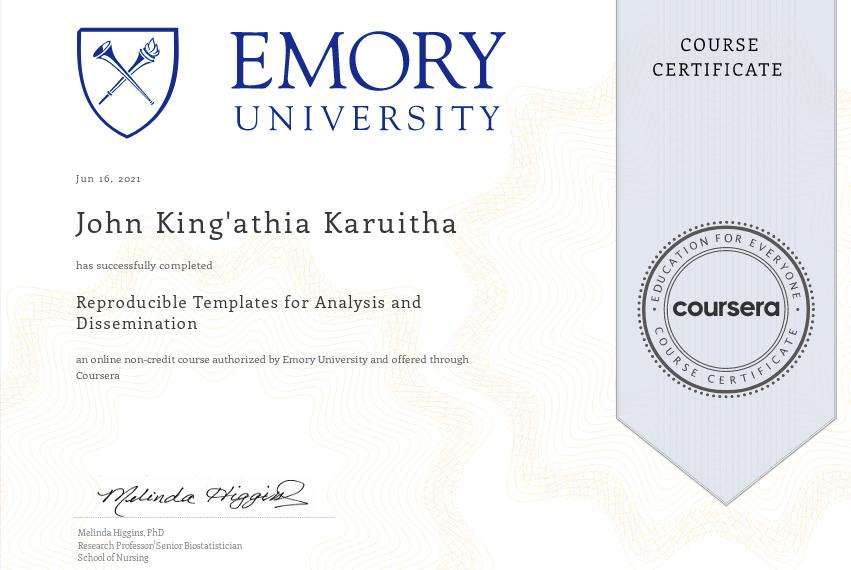 EMORY
UNIVERSITY
COURSE
CERTIFICATE
Jun 16, 2021
John King'athia Karuitha
has successfully completed
Reproducible Templates for Analysis and
Dissemination
an online non-credit course authorized by Emory University and offered through
Coursera
EDUCATION FOR EVERYONE
coursera
COURSE CERTIFICATE
Melinda Higgins
Melinda Higgins, PhD
Research Professor/Senior Biostatistician
School of Nursing